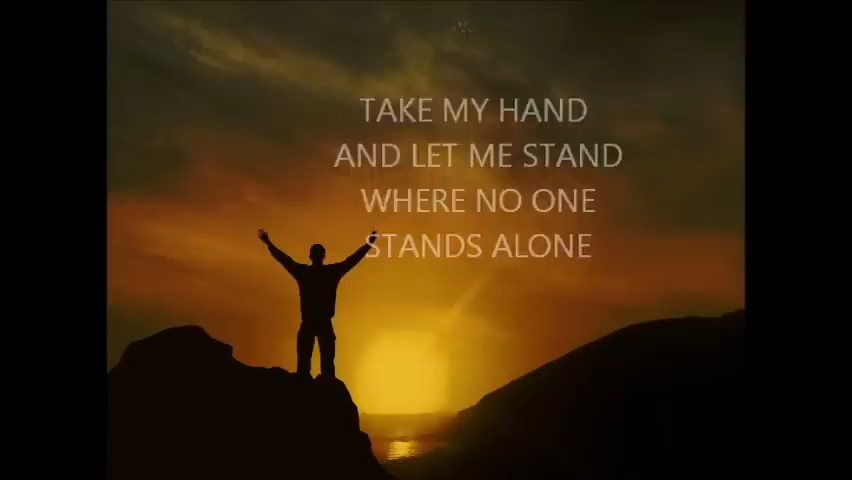 TAKE MY HAND
AND LET ME STAND
WHERE NO ONE
STANDS ALONE